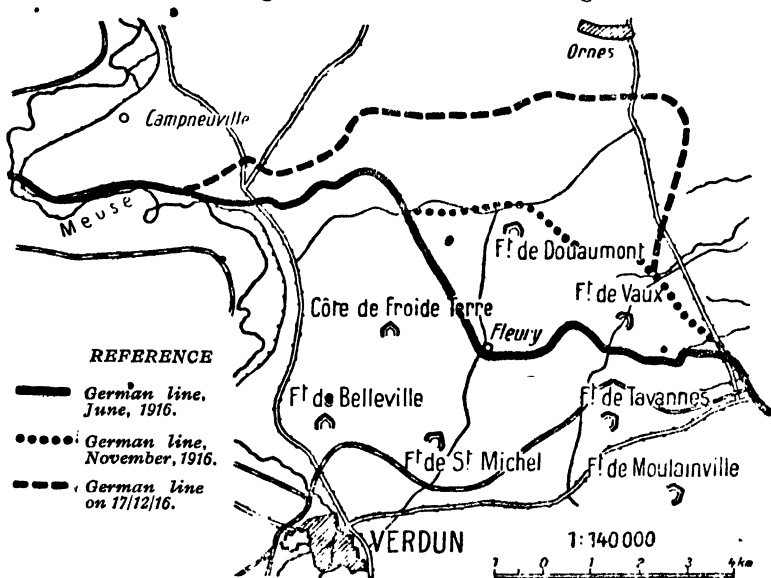 Ornes
Campneuville
Meuse
Ft de Douaumont
Ft de Vaux
Côte de Froide Terre
Fleury
REFERENCE
German line,
June, 1916.
German line,
November, 1916.
German line
on 17/12/16.
Ft de Belleville
Ft de Tavannes
Ft de St Michel
Ft de Moulainville
VERDUN
1:140000
1 0 1 2 3 4 km